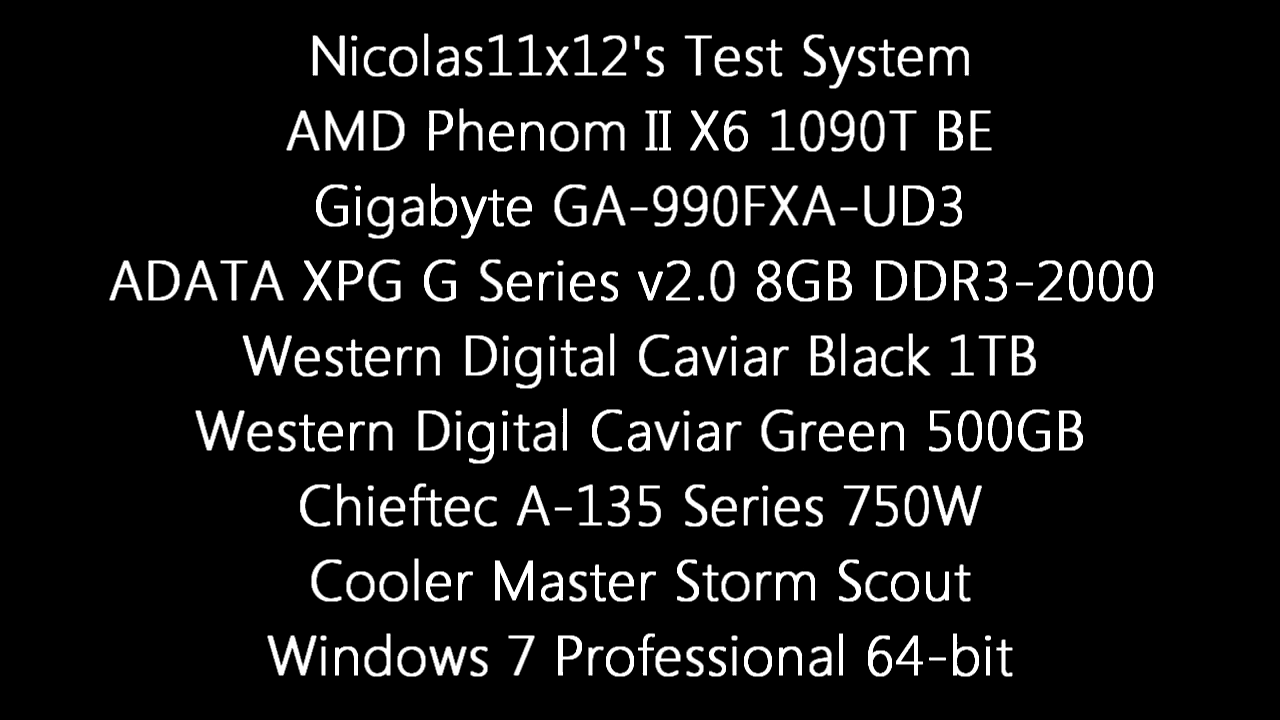 Nicolas11x12's Test System
AMD Phenom II X6 1090T BE
Gigabyte GA-990FXA-UD3
ADATA XPG G Series v2.0 8GB DDR3-2000
Western Digital Caviar Black 1TB
Western Digital Caviar Green 500GB
Chieftec A-135 Series 750W
Cooler Master Storm Scout
Windows 7 Professional 64-bit